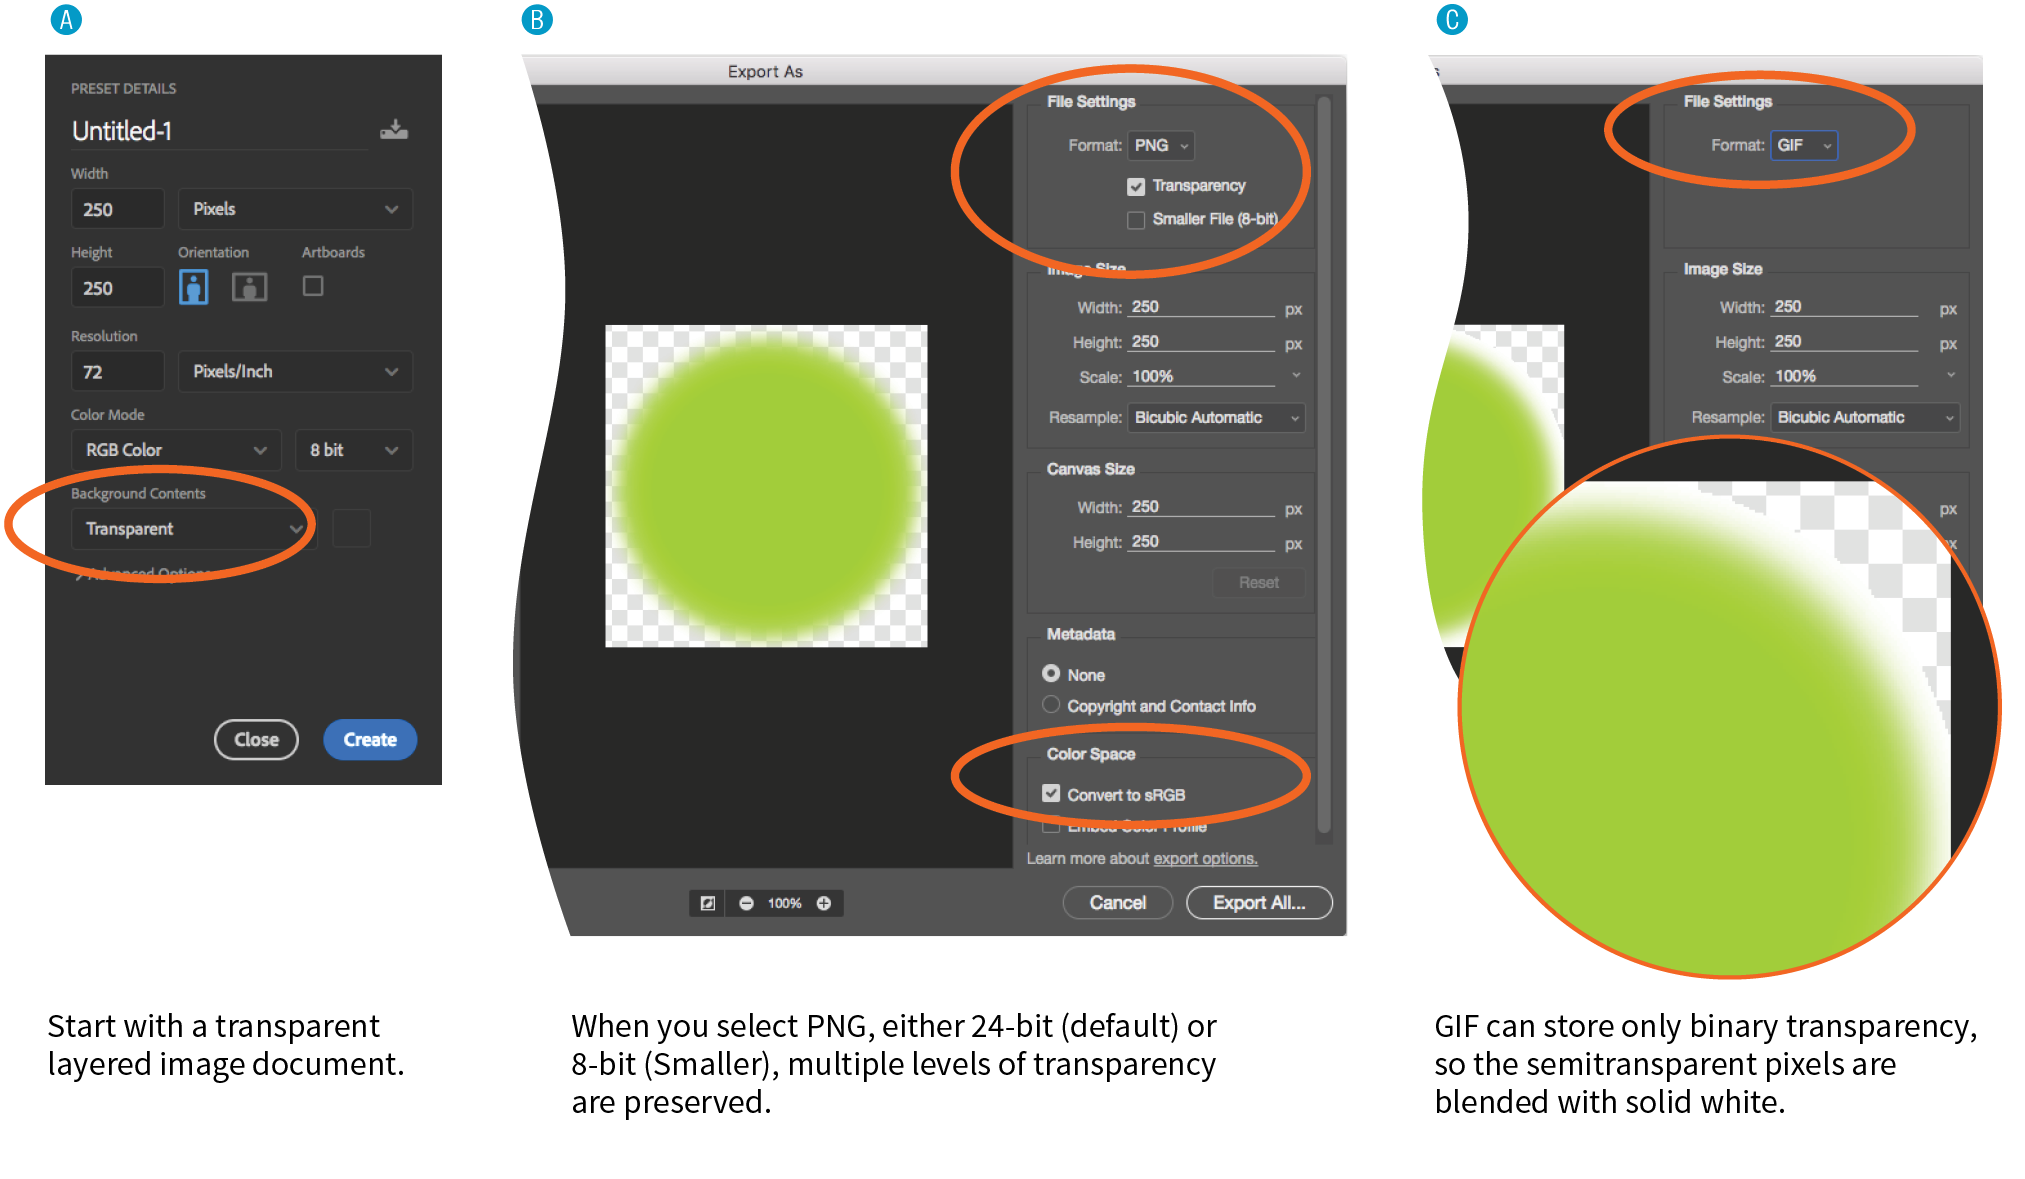 A
PRESET DETAILS
Untitled-1
Width
250 Pixels
Height Orientation Artboards
250
Resolution
72 Pixels/Inch
Color Mode
RGB Color 8 bit
Background Contents
Transparent
Advanced Options
Close Create
Start with a transparent
layered image document.
B
Export As
File Settings
Format: PNG
Transparency
Smaller File (8-bit)
Image Size
Width: 250 px
Height: 250 px
Scale: 100%
Resample: Bicubic Automatic
Canvas Size
Width: 250 px
Height: 250 px
Reset
Metadata
None
Copyright and Contact Info
Color Space
Convert to sRGB
Embed Color Profile
Learn more about export options.
100%
Cancel Export All...
When you select PNG, either 24-bit (default) or
8-bit (Smaller), multiple levels of transparency
are preserved.
C
s
File Settings
Format: GIF
Image Size
Width: 250 px
Height: 250 px
Scale: 100%
Resample: Bicubic Automatic
px
px
GIF can store only binary transparency,
so the semitransparent pixels are
blended with solid white.